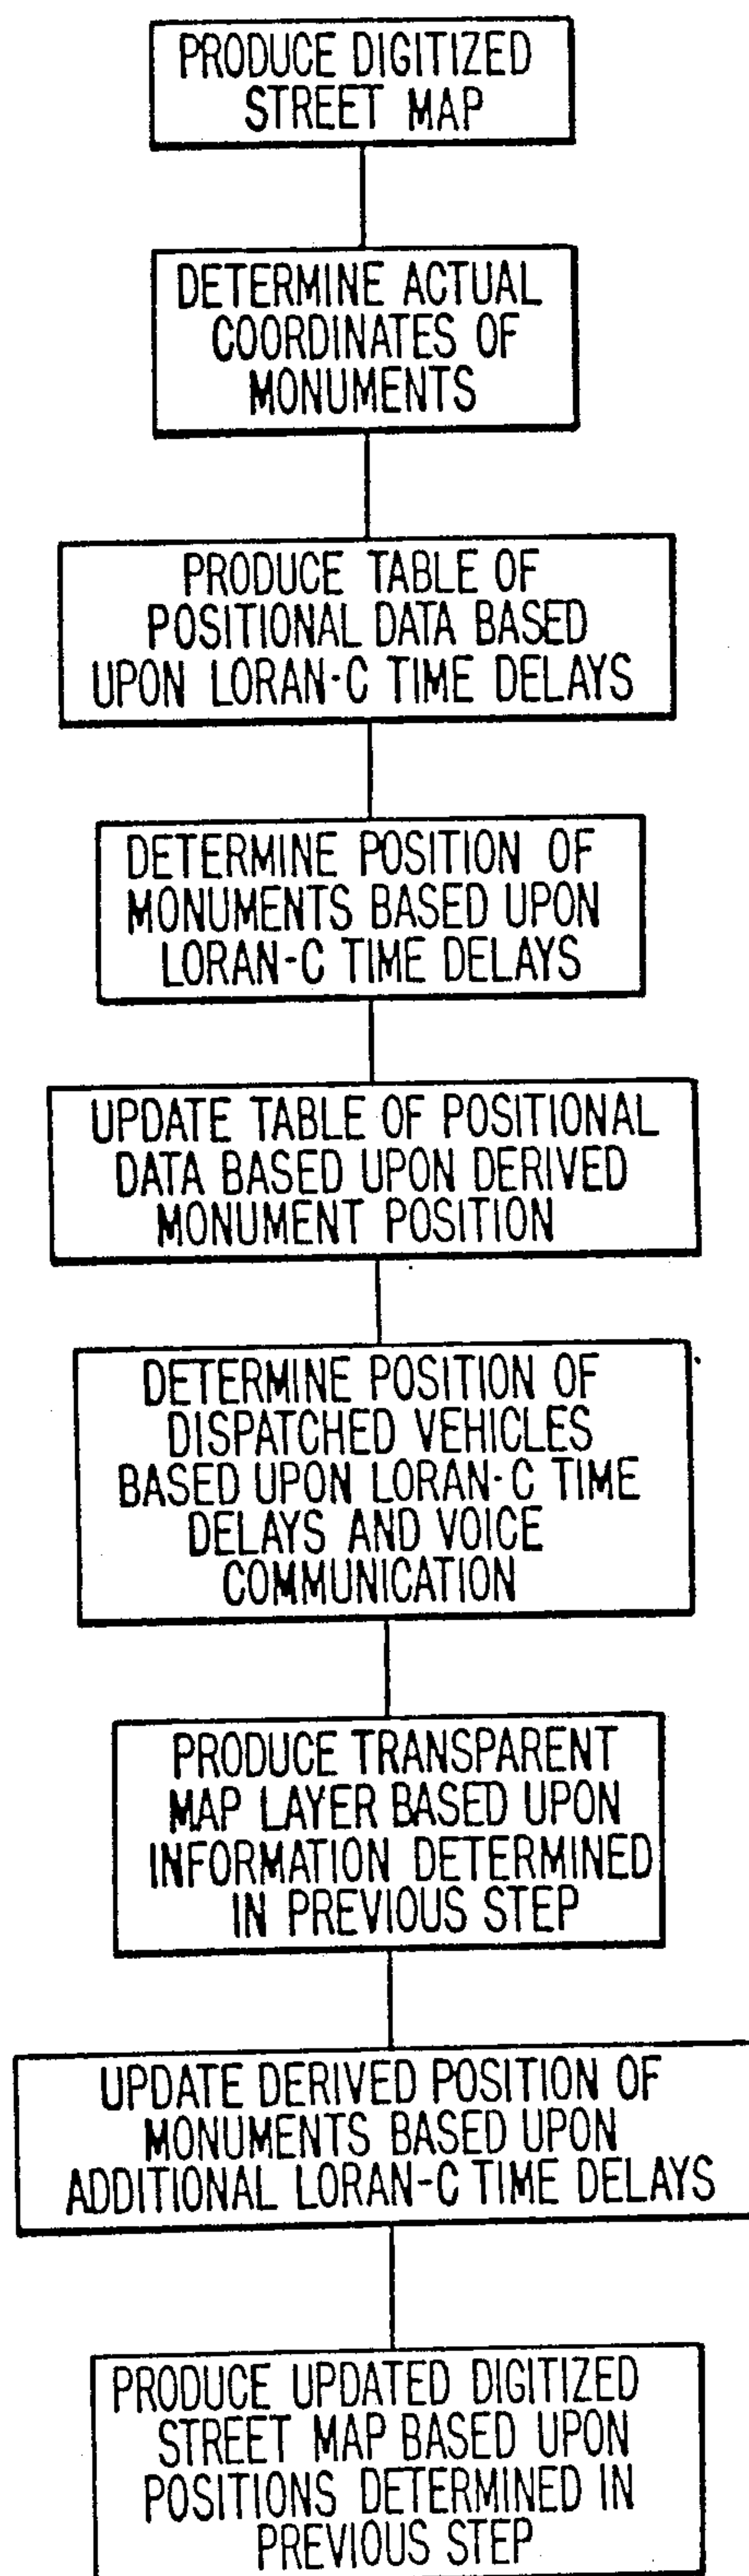 PRODUCE DIGITIZED
STREET MAP
DETERMINE ACTUAL
COORDINATES OF
MONUMENTS
PRODUCE TABLE OF
POSITIONAL DATA BASED
UPON LORAN-C TIME DELAYS
DETERMINE POSITION OF
MONUMENTS BASED UPON
LORAN-C TIME DELAYS
UPDATE TABLE OF POSITIONAL
DATA BASED UPON DERIVED
MONUMENT POSITION
DETERMINE POSITION OF
DISPATCHED VEHICLES
BASED UPON LORAN-C TIME
DELAYS AND VOICE
COMMUNICATION
PRODUCE TRANSPARENT
MAP LAYER BASED UPON
INFORMATION DETERMINED
IN PREVIOUS STEP
UPDATE DERIVED POSITION OF
MONUMENTS BASED UPON
ADDITIONAL LORAN-C TIME DELAYS
PRODUCE UPDATED DIGITIZED
STREET MAP BASED UPON
POSITIONS DETERMINED IN
PREVIOUS STEP